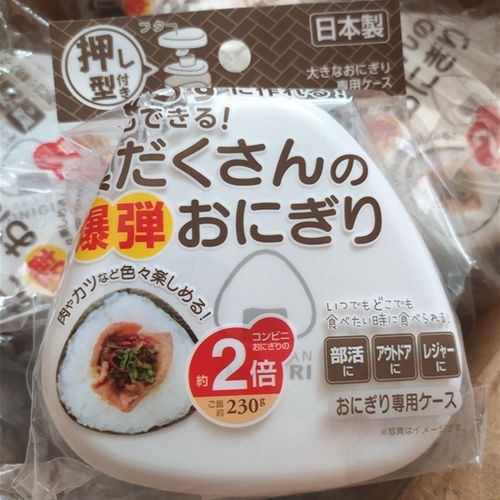 押し型付き
フタ
日本製
大きなおにぎり
専用ケース
できる!
だくさんの
爆弾おにぎり
肉やカツなど色々楽しめる!
コンビニ
おにぎりの
約2倍
ご飯
約230g
いつでもどこでも
食べたい時に食べられる!
部活に
アウトドアに
レジャーに
おにぎり専用ケース
※写真はイメージです。